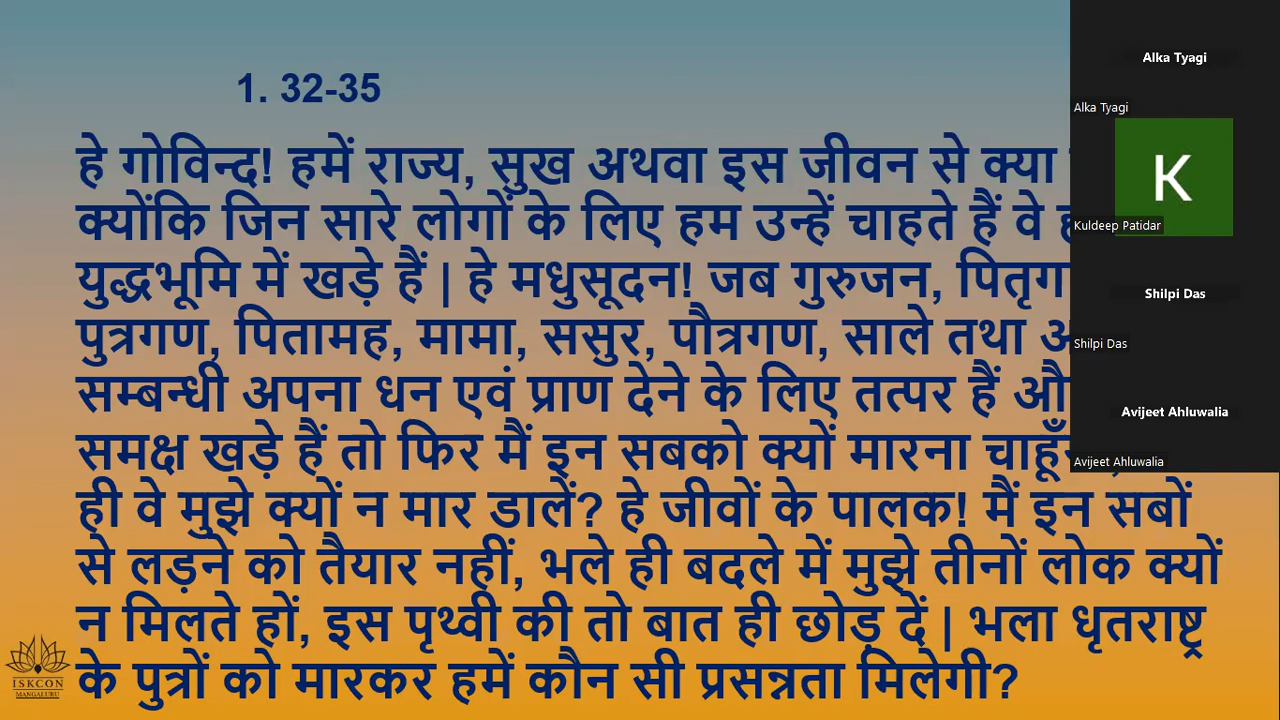 1. 32-35
हे गोविन्द! हमें राज्य, सुख अथवा इस जीवन से क्या
क्योंकि जिन सारे लोगों के लिए हम उन्हें चाहते हैं वे
युद्धभूमि में खड़े हैं | हे मधुसूदन! जब गुरुजन,
पुत्रगण, पितामह, मामा, ससुर, पौत्रगण, साले तथा
सम्बन्धी अपना धन एवं प्राण देने के लिए तत्पर हैं
समक्ष खड़े हैं तो फिर मैं इन सबको क्यों मारना
ही वे मुझे क्यों न मार डालें? हे जीवों के पालक! मैं इन सबों
से लड़ने को तैयार नहीं, भले ही बदले में मुझे तीनों लोक क्यों
न मिलते हों, इस पृथ्वी की तो बात ही छोड़ दें | भला धृतराष्ट्र
के पुत्रों को मारकर हमें कौन सी प्रसन्नता मिलेगी?
ISKCON
MANGALURU
Alka Tyagi
Alka Tyagi
K
Kuldeep Patidar
Shilpi Das
Shilpi Das
Avijeet Ahluwalia
Avijeet Ahluwalia